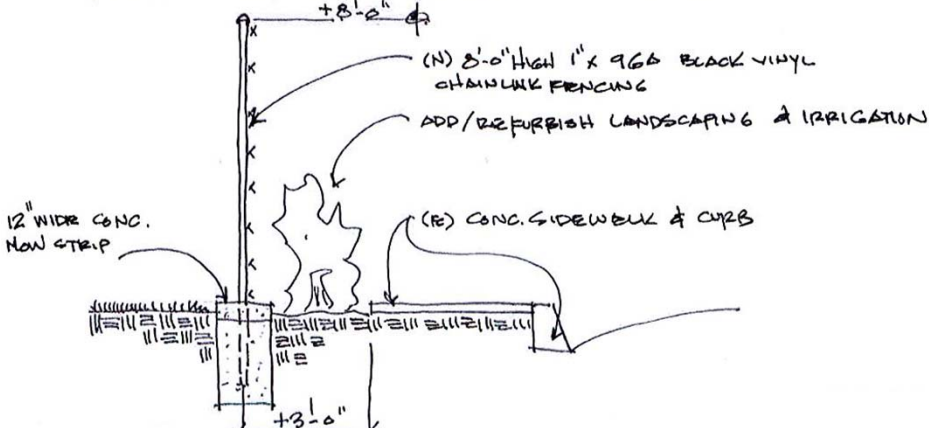 +8'-0"
(N) 8'-0" HIGH 1" x 9GA BLACK VINYL
CHAINLINK FENCING
ADD/REFURBISH LANDSCAPING & IRRIGATION
12" WIDE CONC.
MOW STRIP
(E) CONC. SIDEWALK & CURB
+3'-0"